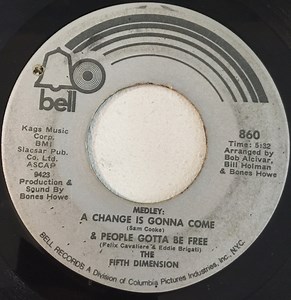 bell
Kags Music
Corp.
BMI
Slacsar Pub.
Co. Ltd.
ASCAP
9423
Production &
Sound By
Bones Howe
860
Time: 5:32
Arranged by
Bob Alcivar,
Bill Holman
& Bones Howe
MEDLEY:
A CHANGE IS GONNA COME
(Sam Cooke)
& PEOPLE GOTTA BE FREE
(Felix Cavaliere & Eddie Brigati)
THE
FIFTH DIMENSION
BELL RECORDS, A Division of Columbia Pictures Industries, Inc., NYC.